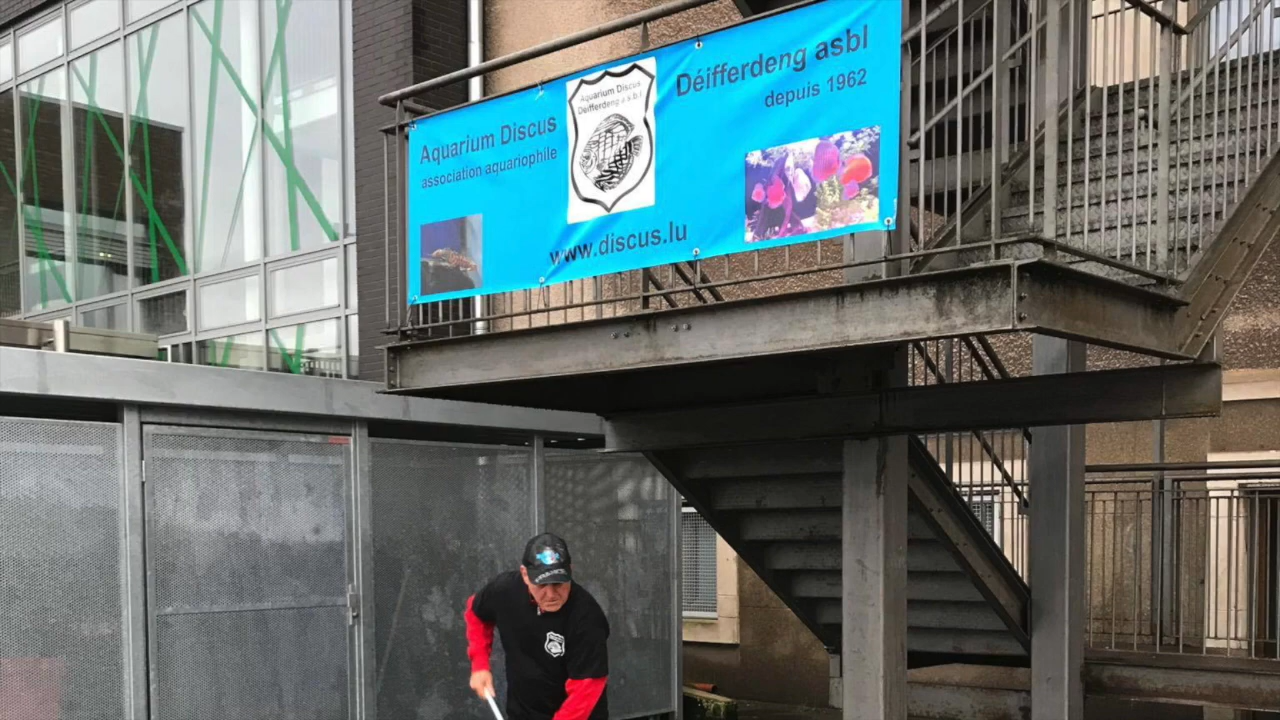 Aquarium Discus
association aquariophile
Aquarium Discus
Déifferdeng a.s.b.l
Déifferdeng asbl
depuis 1962
www.discus.lu